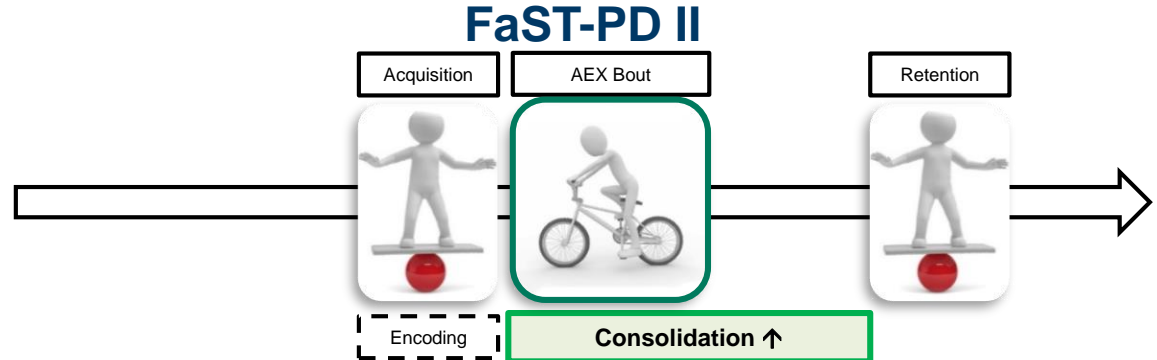 FaST-PD II
Acquisition
AEX Bout
Retention
Encoding
Consolidation ↑